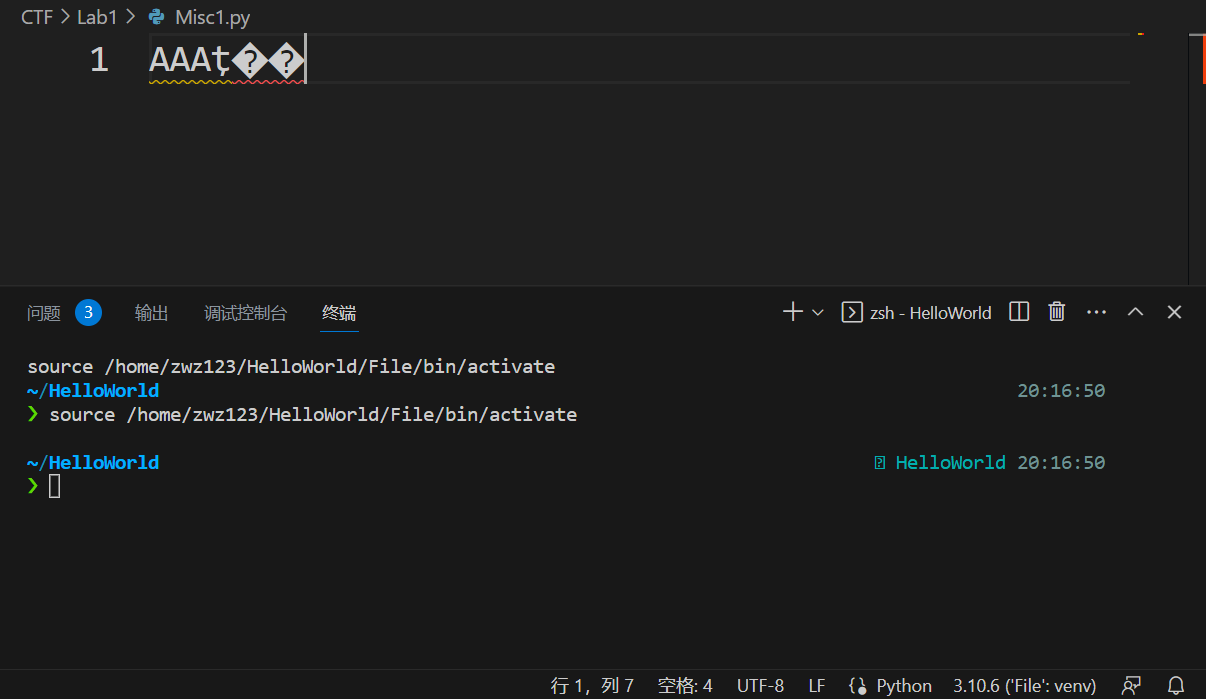 CTF > Lab1 > Misc1.py
1 AAAţ��
问题 3 输出 调试控制台 终端 zsh - HelloWorld
source /home/zwz123/HelloWorld/File/bin/activate
~/HelloWorld 20:16:50
❯ source /home/zwz123/HelloWorld/File/bin/activate
~/HelloWorld HelloWorld 20:16:50
❯
行 1，列 7 空格: 4 UTF-8 LF Python 3.10.6 ('File': venv)